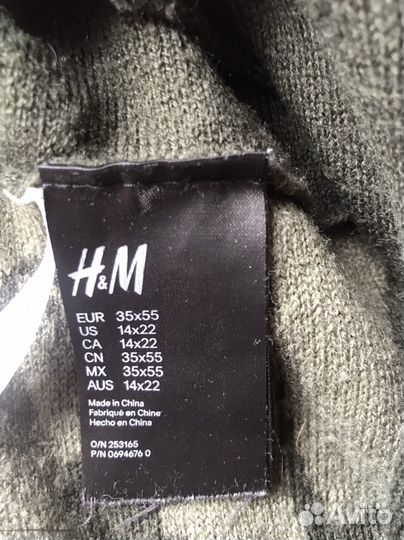 H&M
EUR 35x55
US 14x22
CA 14x22
CN 35x55
MX 35x55
AUS 14x22
Made in China
Fabriqué en Chine
Hecho en China
O/N 253165
P/N 0694676 0
Avito